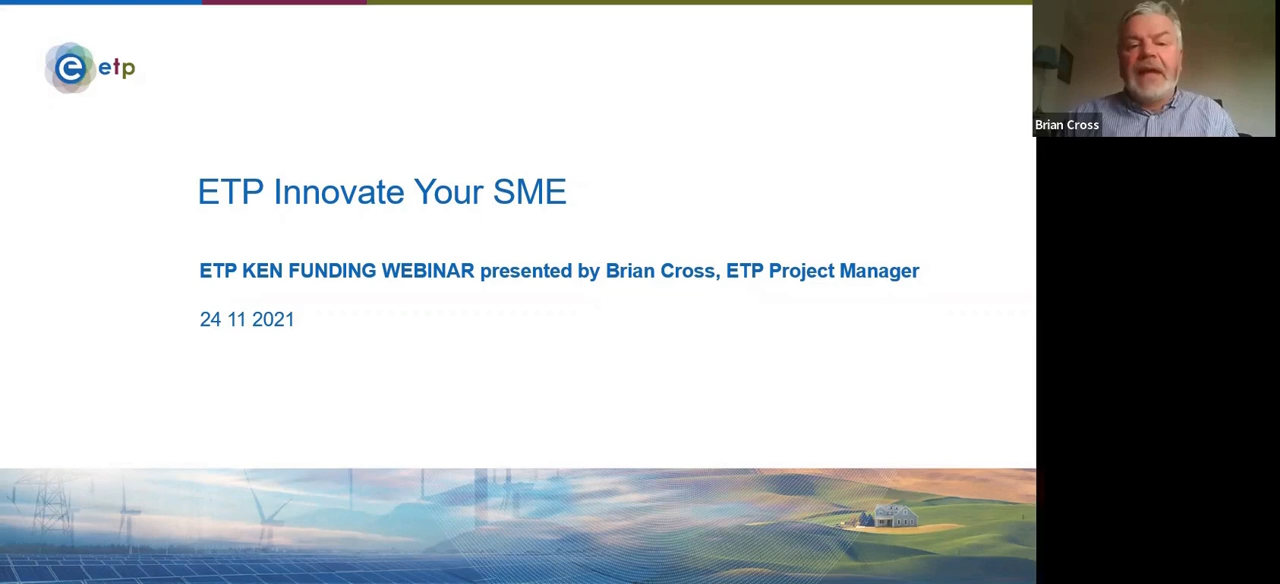 e etp
Brian Cross
ETP Innovate Your SME
ETP KEN FUNDING WEBINAR presented by Brian Cross, ETP Project Manager
24 11 2021